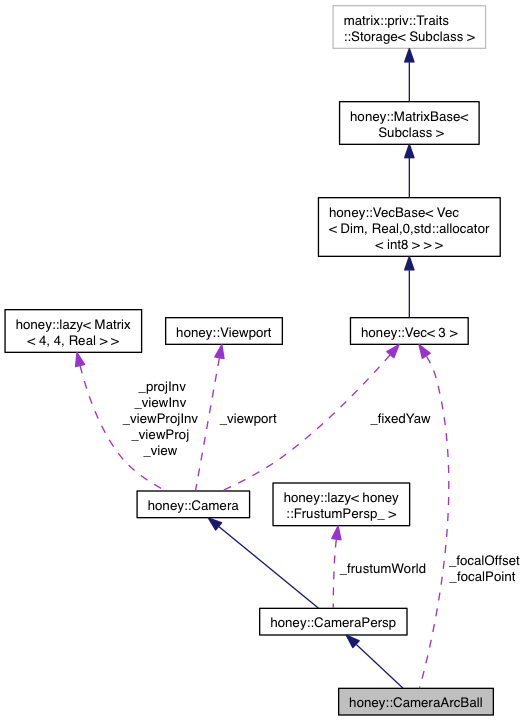 matrix::priv::Traits
::Storage< Subclass >
honey::MatrixBase<
Subclass >
honey::VecBase< Vec
< Dim, Real,0,std::allocator
< int8 > > >
honey::lazy< Matrix
< 4, 4, Real > >
honey::Viewport
honey::Vec< 3 >
_projInv
_viewInv
_viewProjInv
_viewProj
_view
_viewport
_fixedYaw
honey::Camera
honey::lazy< honey
::FrustumPersp_ >
_frustumWorld
_focalOffset
_focalPoint
honey::CameraPersp
honey::CameraArcBall